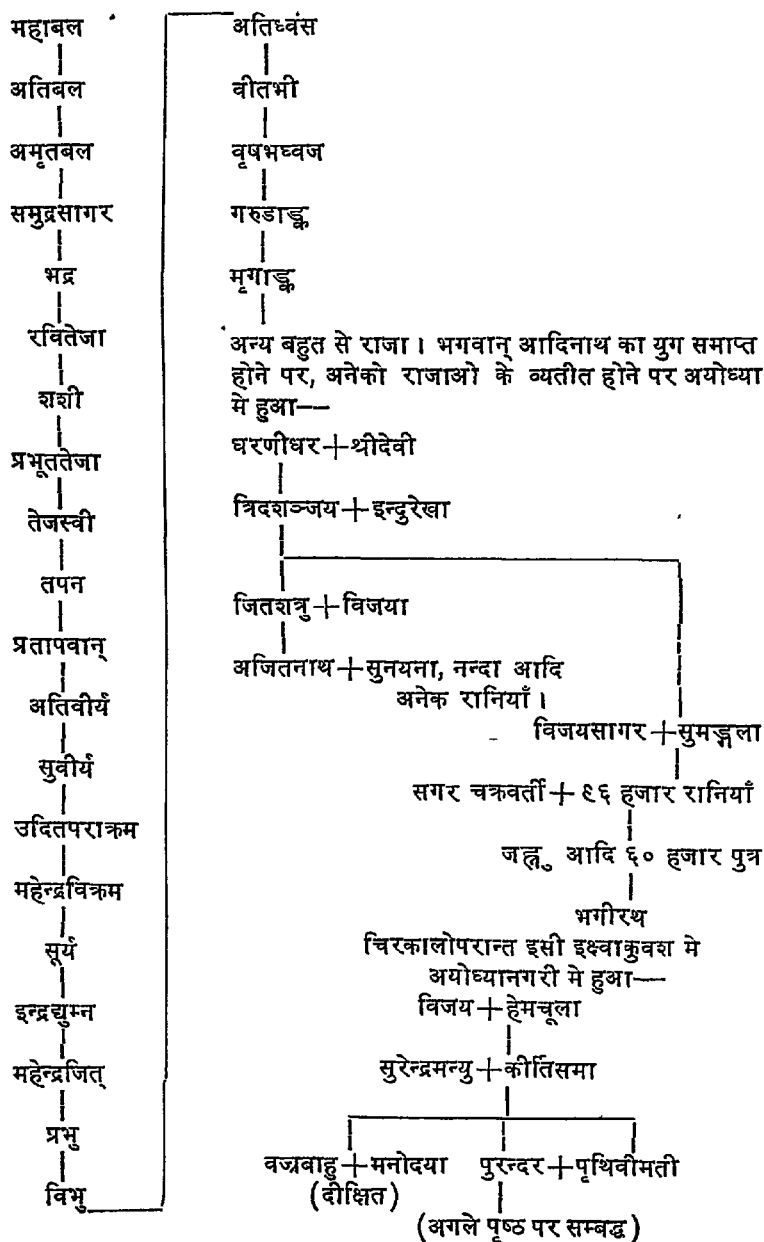 महाबल
अतिबल
अमृतबल
समुद्रसागर
भद्र
रवितेजा
शशी
प्रभूततेजा
तेजस्वी
तपन
प्रतापवान्
अतिवीर्य
सुवीर्य
उदितपराक्रम
महेन्द्रविक्रम
सूर्य
इन्द्रद्युम्न
महेन्द्रजित्
प्रभु
विभु
अतिध्वंस
वीतभी
वृषभध्वज
गरुडाङ्क
मृगाङ्क
अन्य बहुत से राजा । भगवान् आदिनाथ का युग समाप्त
होने पर, अनेको राजाओ के व्यतीत होने पर अयोध्या
मे हुआ—
धरणीधर+श्रीदेवी
त्रिदशञ्जय+इन्दुरेखा
जितशत्रु+विजया
अजितनाथ+सुनयना, नन्दा आदि
अनेक रानियाँ ।
विजयसागर+सुमङ्गला
सगर चक्रवर्ती+९६ हजार रानियाँ
जह्नु आदि ६० हजार पुत्र
भगीरथ
चिरकालोपरान्त इसी इक्ष्वाकुवश मे
अयोध्यानगरी मे हुआ—
विजय+हेमचूला
सुरेन्द्रमन्यु+कीर्तिसमा
वज्रबाहु+मनोदया पुरन्दर+पृथिवीमती
(दीक्षित)
(अगले पृष्ठ पर सम्बद्ध)